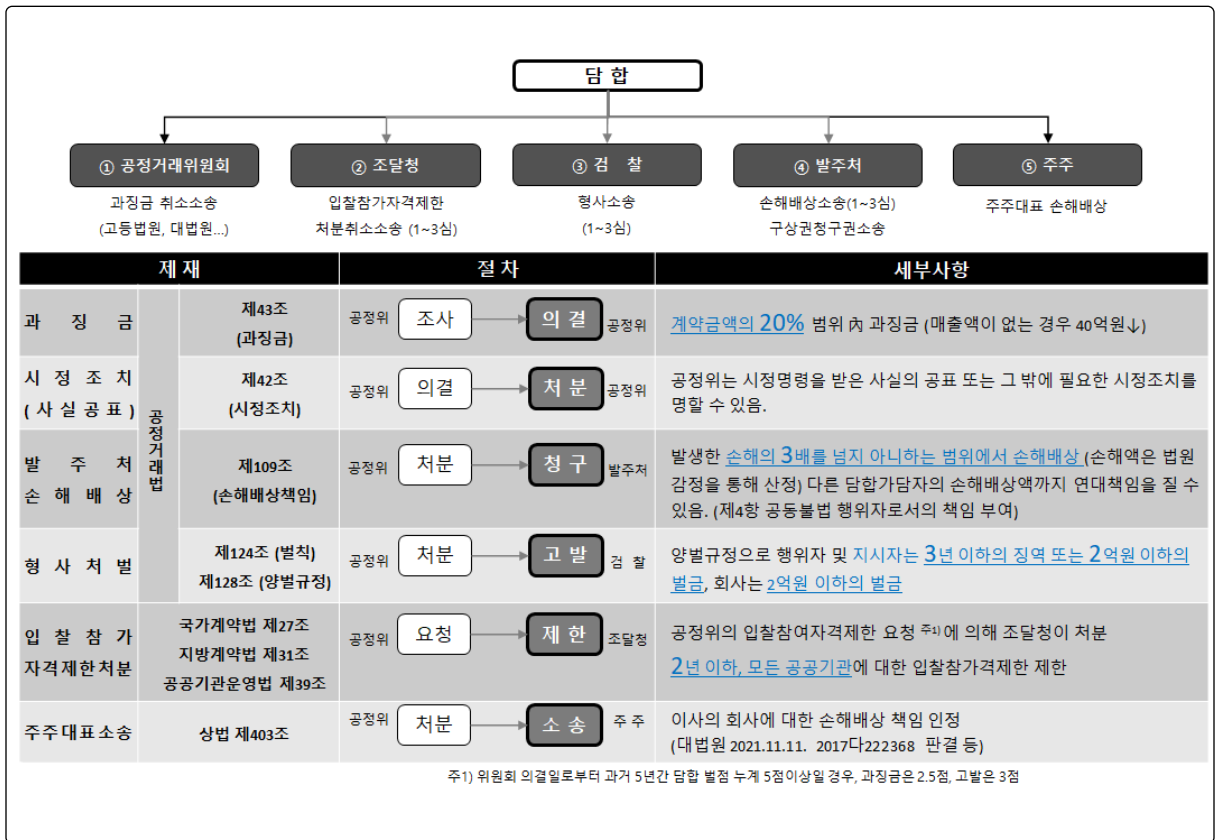 담 합
① 공정거래위원회
② 조달청
③ 검 찰
④ 발주처
⑤ 주주
과징금 취소소송
(고등법원, 대법원...)
입찰참가자격제한
처분취소소송 (1~3심)
형사소송
(1~3심)
손해배상소송(1~3심)
구상권청구권소송
주주대표 손해배상
제 재
절 차
세부사항
공정거래법
과 징 금
제43조
(과징금)
공정위
조사
의 결
공정위
계약금액의 20% 범위 內 과징금 (매출액이 없는 경우 40억원↓)
시 정 조 치
( 사 실 공 표 )
제42조
(시정조치)
공정위
의결
처 분
공정위
공정위는 시정명령을 받은 사실의 공표 또는 그 밖에 필요한 시정조치를
명할 수 있음.
발 주 처
손 해 배 상
제109조
(손해배상책임)
공정위
처분
청 구
발주처
발생한 손해의 3배를 넘지 아니하는 범위에서 손해배상 (손해액은 법원
감정을 통해 산정) 다른 담합가담자의 손해배상액까지 연대책임을 질 수
있음. (제4항 공동불법 행위자로서의 책임 부여)
형 사 처 벌
제124조 (벌칙)
제128조 (양벌규정)
공정위
처분
고 발
검 찰
양벌규정으로 행위자 및 지시자는 3년 이하의 징역 또는 2억원 이하의
벌금, 회사는 2억원 이하의 벌금
입 찰 참 가
자격제한처분
국가계약법 제27조
지방계약법 제31조
공공기관운영법 제39조
공정위
요청
제 한
조달청
공정위의 입찰참여자격제한 요청 주1) 에 의해 조달청이 처분
2년 이하, 모든 공공기관에 대한 입찰참가격제한 제한
주주대표소송
상법 제403조
공정위
처분
소 송
주 주
이사의 회사에 대한 손해배상 책임 인정
(대법원 2021.11.11. 2017다222368 판결 등)
주1) 위원회 의결일로부터 과거 5년간 담합 벌점 누계 5점이상일 경우, 과징금은 2.5점, 고발은 3점